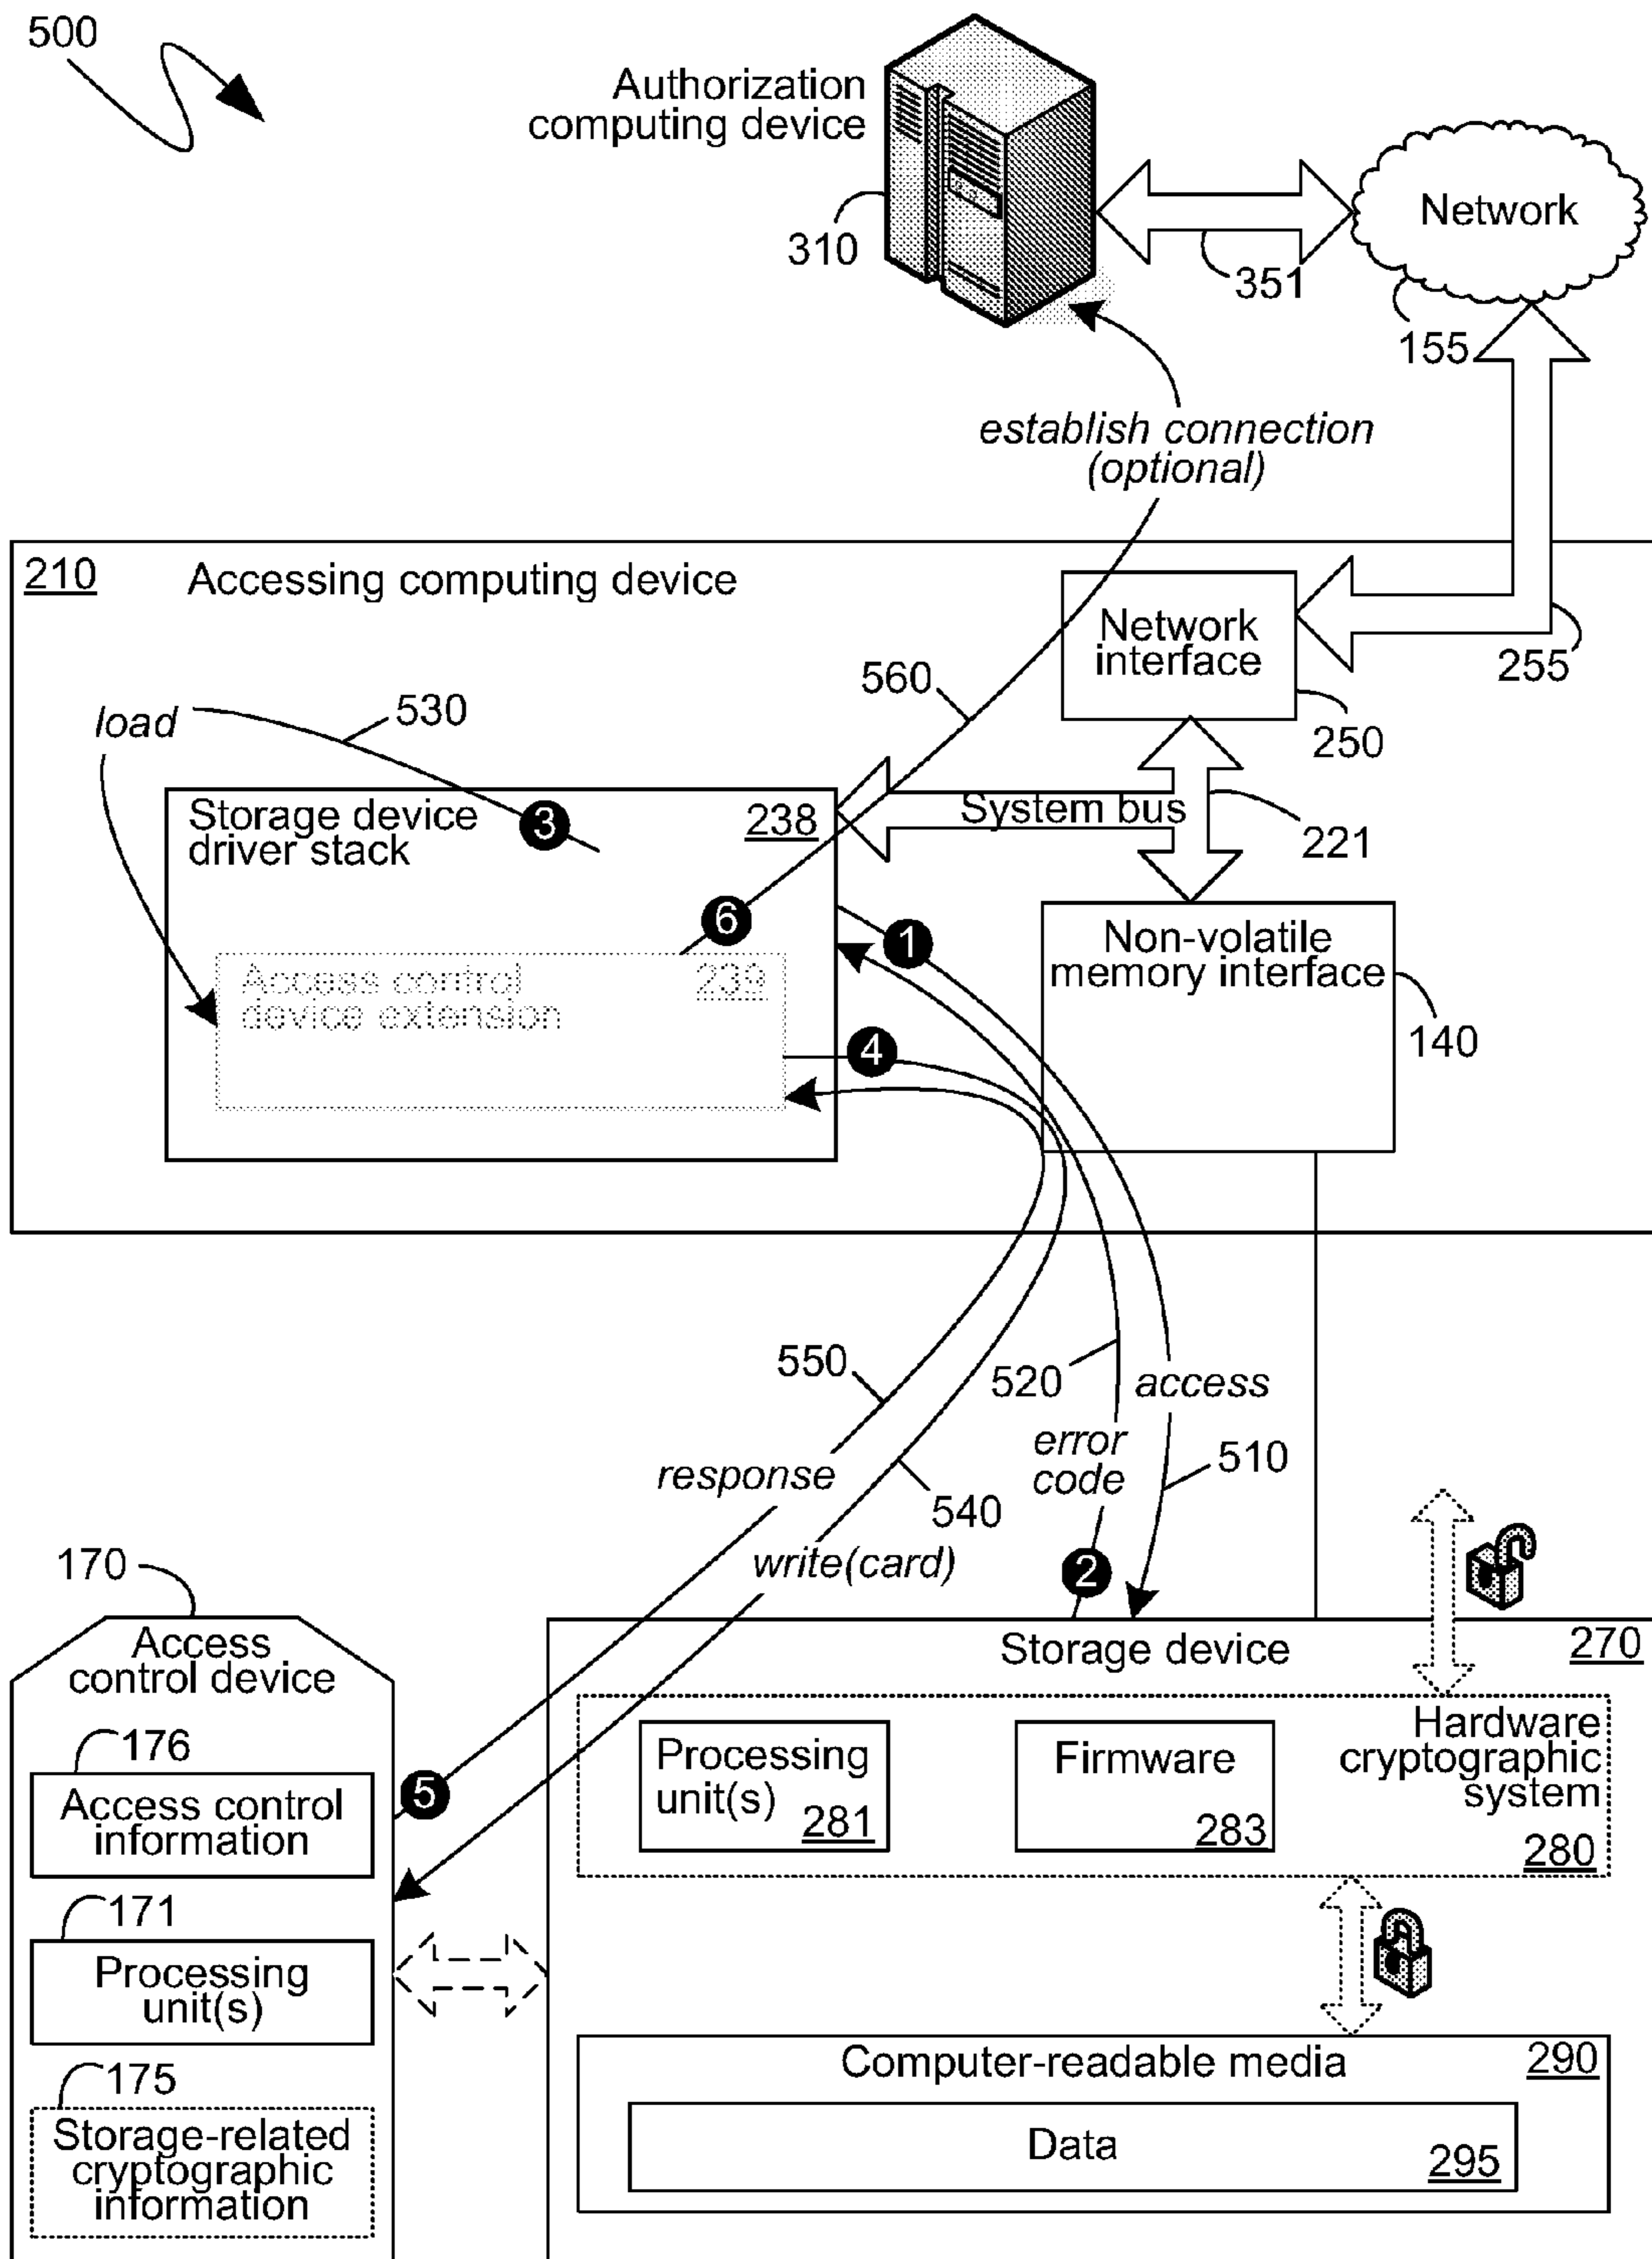 500
Authorization
computing device
310
351
Network
155
establish connection
(optional)
210 Accessing computing device
Network
interface
250
255
560
load
530
Storage device
driver stack
238
3
System bus
221
6
1
Access control
device extension
239
4
Non-volatile
memory interface
140
550
520
access
error
code
510
response
540
write(card)
2
170
Access
control device
176
Access control
information
5
171
Processing
unit(s)
175
Storage-related
cryptographic
information
Storage device
270
Processing
unit(s)
281
Firmware
283
Hardware
cryptographic
system
280
Computer-readable media
290
Data
295